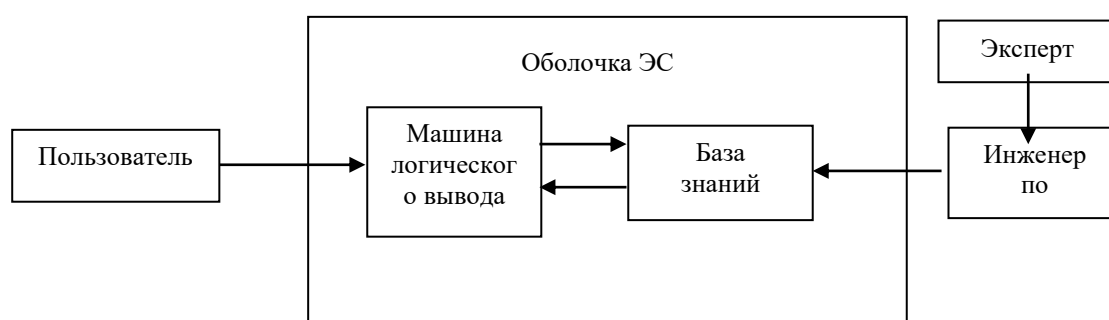 Оболочка ЭС
Эксперт
Пользователь
Машина
логическог
о вывода
База
знаний
Инженер
по